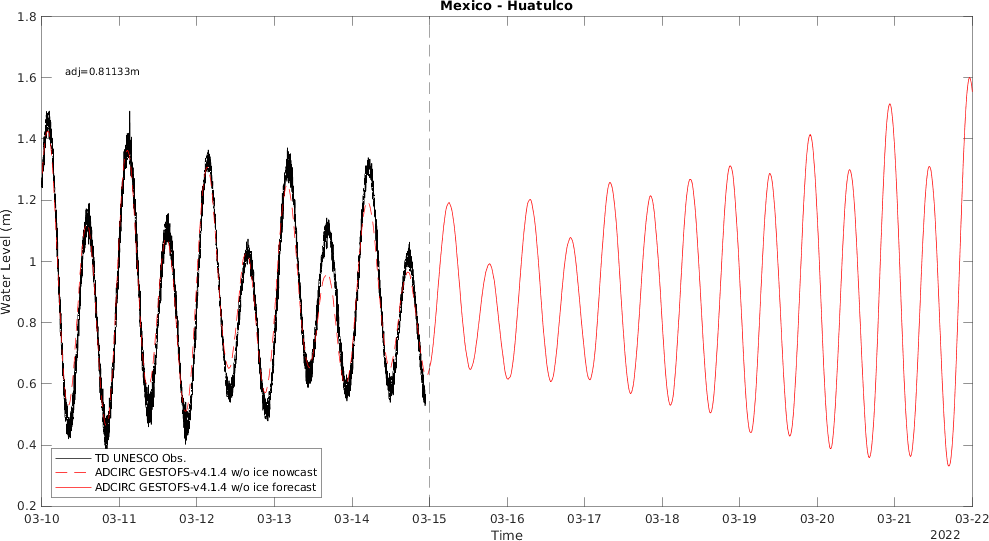 Mexico - Huatulco
1.8
1.6
1.4
1.2
1
0.8
0.6
0.4
0.2
Water Level (m)
adj=0.81133m
TD UNESCO Obs.
ADCIRC GESTOFS-v4.1.4 w/o ice nowcast
ADCIRC GESTOFS-v4.1.4 w/o ice forecast
03-10 03-11 03-12 03-13 03-14 03-15 03-16 03-17 03-18 03-19 03-20 03-21 03-22
Time
2022